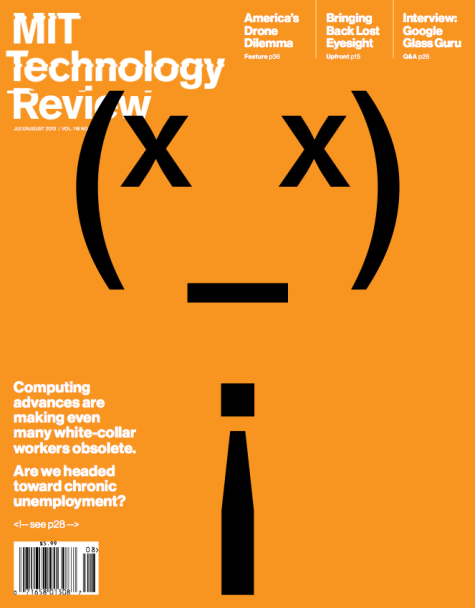 MIT
Technology
Review
JULY/AUGUST 2013 | VOL. 116 NO.
America's
Drone
Dilemma
Feature p36
Bringing
Back Lost
Eyesight
Upfront p15
Interview:
Google
Glass Guru
Q&A p26
(x x)
_
¡
Computing
advances are
making even
many white-collar
workers obsolete.
Are we headed
toward chronic
unemployment?
<!-- see p28 -->
$5.99
08>